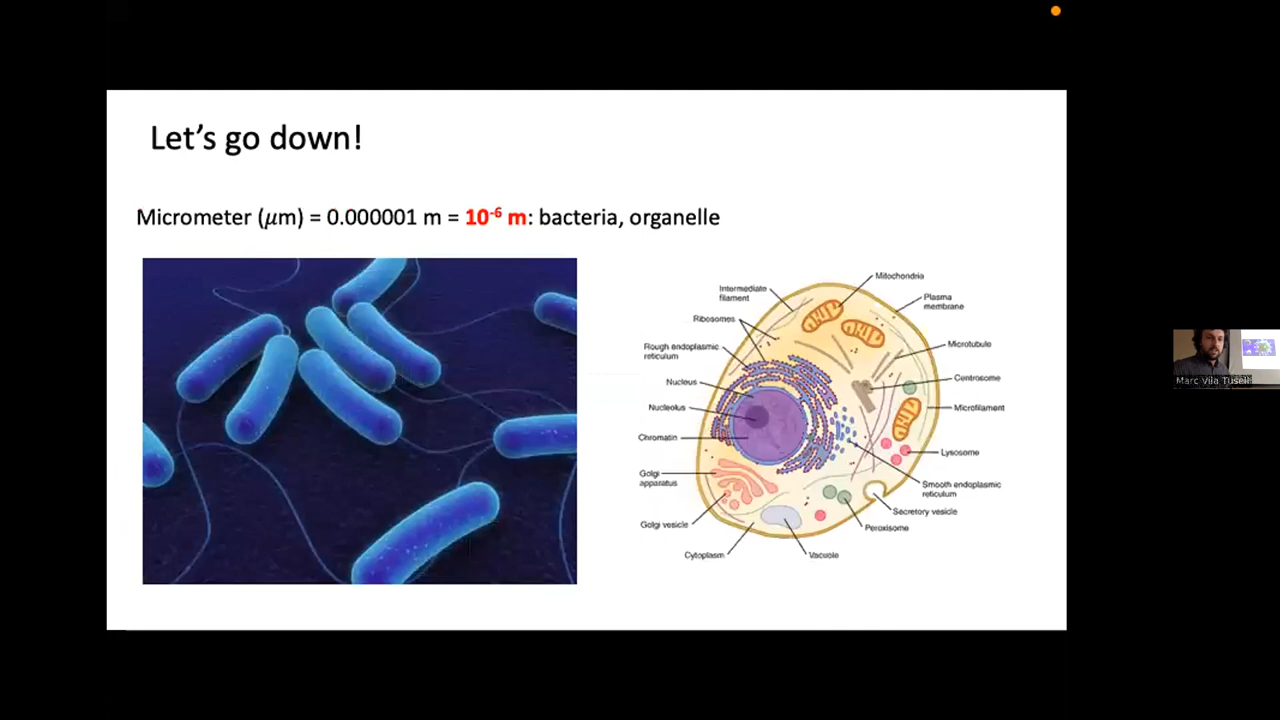 Let's go down!
Micrometer (μm) = 0.000001 m = 10⁻⁶ m: bacteria, organelle
Mitochondria
Intermediate
filament
Plasma
membrane
Ribosomes
Rough endoplasmic
reticulum
Microtubule
Nucleus
Centrosome
Nucleolus
Microfilament
Chromatin
Lysosome
Golgi
apparatus
Smooth endoplasmic
reticulum
Golgi vesicle
Secretory vesicle
Peroxisome
Cytoplasm
Vacuole
Marc Vila Tusell